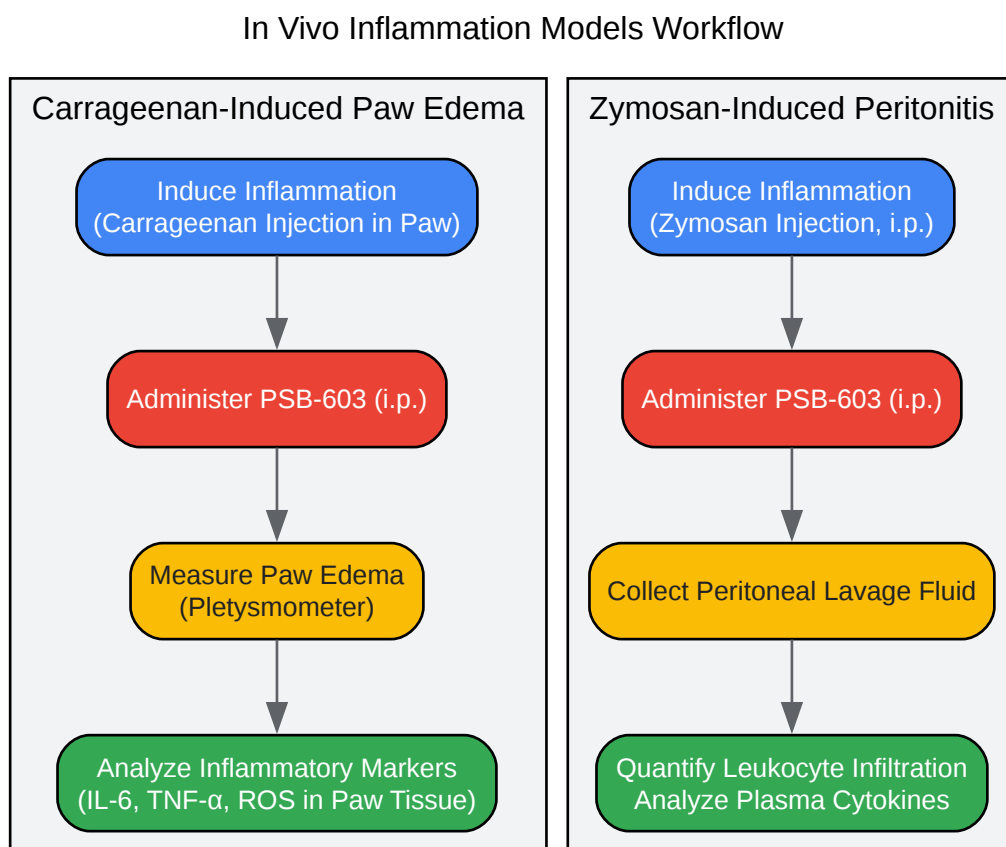 In Vivo Inflammation Models Workflow
Carrageenan-Induced Paw Edema
Induce Inflammation
(Carrageenan Injection in Paw)
Administer PSB-603 (i.p.)
Measure Paw Edema
(Pletysmometer)
Analyze Inflammatory Markers
(IL-6, TNF-α, ROS in Paw Tissue)
Zymosan-Induced Peritonitis
Induce Inflammation
(Zymosan Injection, i.p.)
Administer PSB-603 (i.p.)
Collect Peritoneal Lavage Fluid
Quantify Leukocyte Infiltration
Analyze Plasma Cytokines